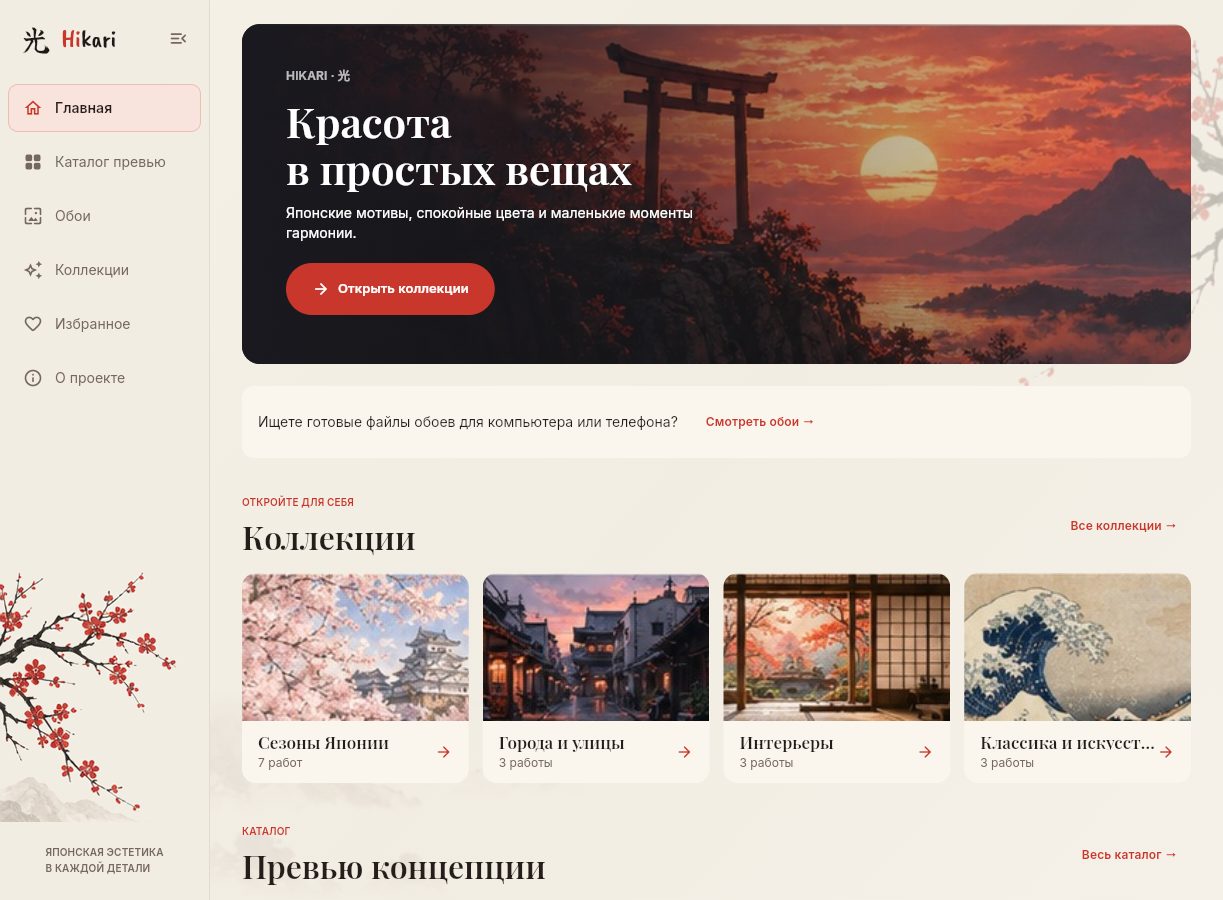 光 Hikari
Главная
Каталог превью
Обои
Коллекции
Избранное
О проекте
ЯПОНСКАЯ ЭСТЕТИКА
В КАЖДОЙ ДЕТАЛИ
HIKARI · 光
Красота
в простых вещах
Японские мотивы, спокойные цвета и маленькие моменты
гармонии.
→ Открыть коллекции
Ищете готовые файлы обоев для компьютера или телефона?
Смотреть обои →
ОТКРОЙТЕ ДЛЯ СЕБЯ
Коллекции
Все коллекции →
Сезоны Японии
7 работ
Города и улицы
3 работы
Интерьеры
3 работы
Классика и искусст...
3 работы
КАТАЛОГ
Превью концепции
Весь каталог →